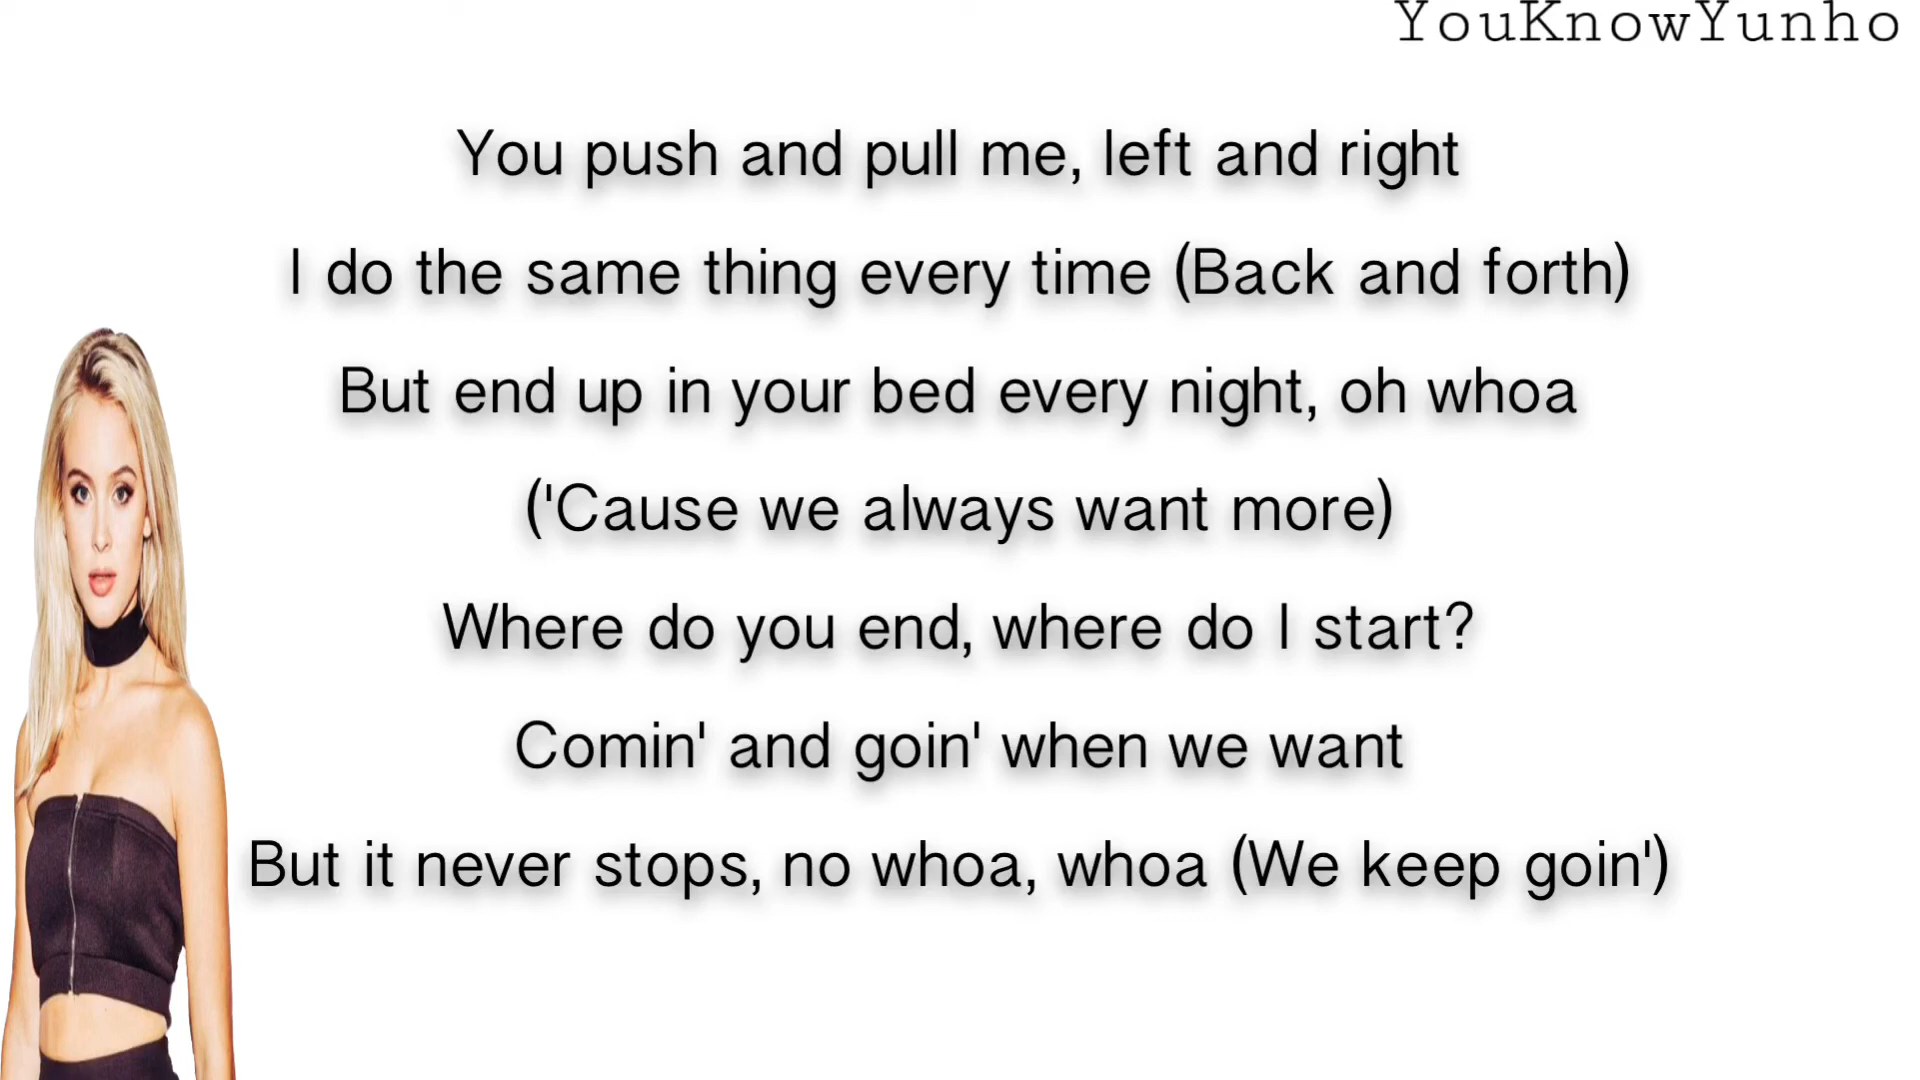 YouKnowYunho
You push and pull me, left and right
I do the same thing every time (Back and forth)
But end up in your bed every night, oh whoa
('Cause we always want more)
Where do you end, where do I start?
Comin' and goin' when we want
But it never stops, no whoa, whoa (We keep goin')